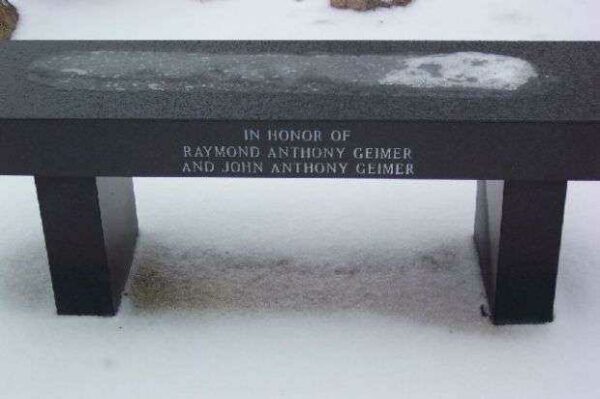 IN HONOR OF
RAYMOND ANTHONY GEIMER
AND JOHN ANTHONY GEIMER